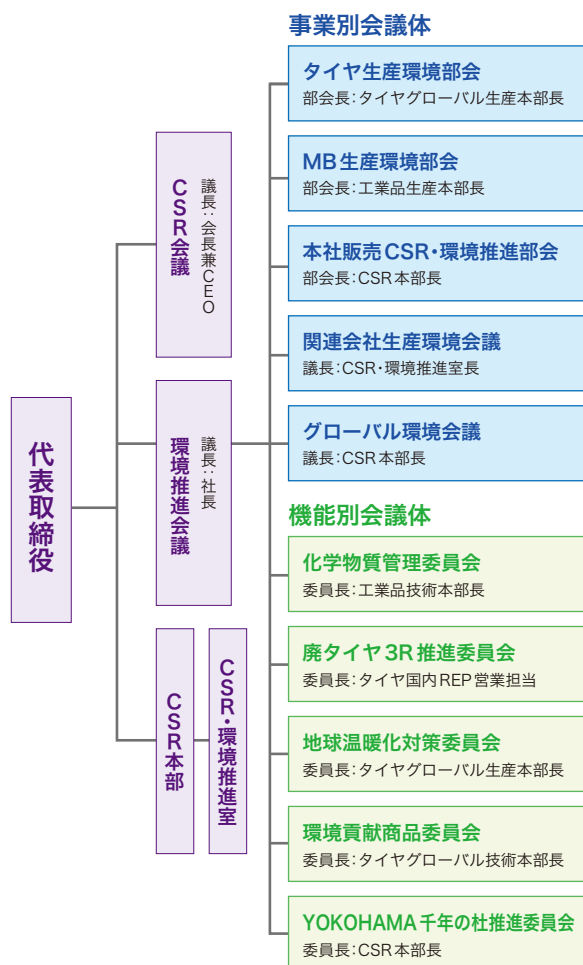 代表取締役
CSR会議
議長：会長兼CEO
環境推進会議
議長：社長
CSR本部
CSR・環境推進室
事業別会議体
タイヤ生産環境部会
部会長：タイヤグローバル生産本部長
MB生産環境部会
部会長：工業品生産本部長
本社販売CSR・環境推進部会
部会長：CSR本部長
関連会社生産環境会議
議長：CSR・環境推進室長
グローバル環境会議
議長：CSR本部長
機能別会議体
化学物質管理委員会
委員長：工業品技術本部長
廃タイヤ3R推進委員会
委員長：タイヤ国内REP営業担当
地球温暖化対策委員会
委員長：タイヤグローバル生産本部長
環境貢献商品委員会
委員長：タイヤグローバル技術本部長
YOKOHAMA千年の杜推進委員会
委員長：CSR本部長